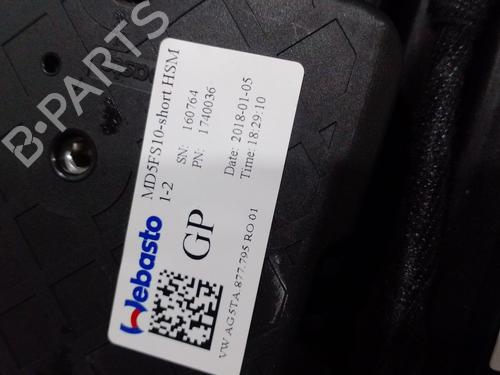 Webasto
MD5FS10-short HSM
1-2
SN: 160764
PN: 1740036
GP
Date: 2018-01-05
Time: 18:29:10
VW AG 5TA.877.795 RO 01
B-PARTS